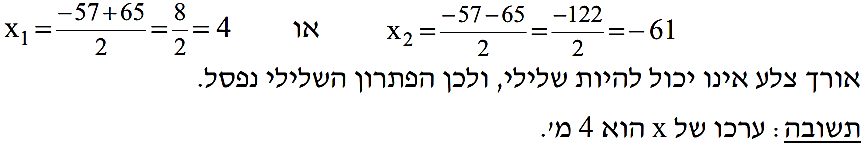 x₁ = (-57+65)/2 = 8/2 = 4 או x₂ = (-57-65)/2 = -122/2 = -61
אורך צלע אינו יכול להיות שלילי, ולכן הפתרון השלילי נפסל.
תשובה: ערכו של x הוא 4 מ'.